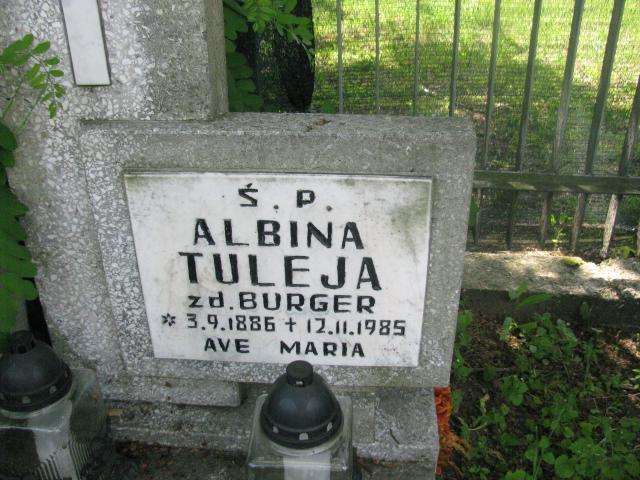 Ś.P.
ALBINA
TULEJA
zd. BURGER
* 3.9.1886 + 12.11.1985
AVE MARIA